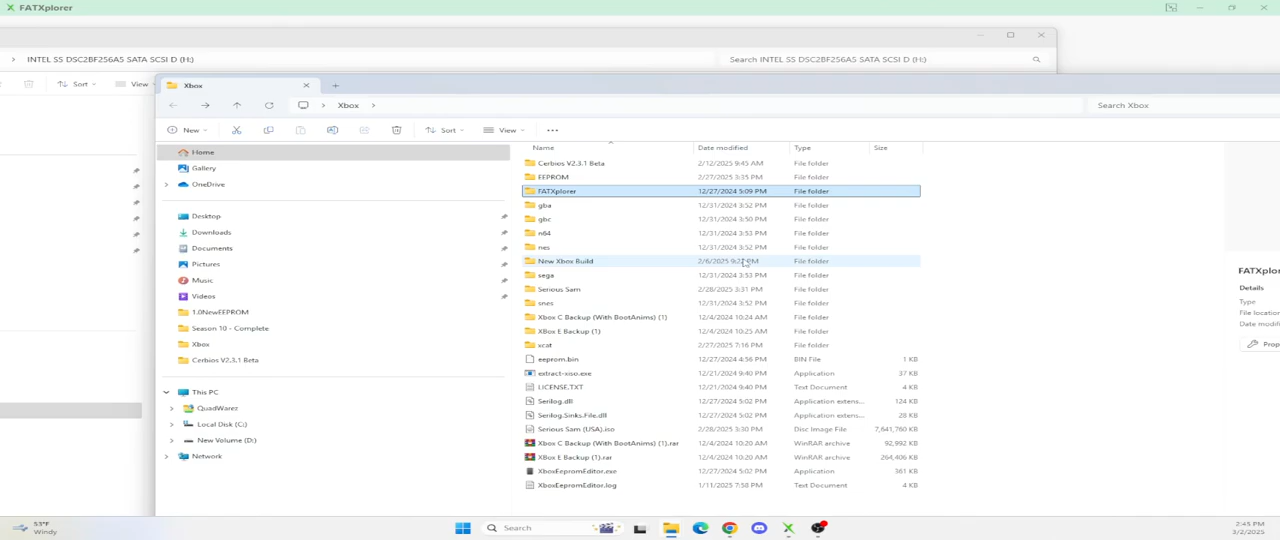 FATXplorer
INTEL SS DSC2BF256A5 SATA SCSI D (H:)
Search INTEL SS DSC2BF256A5 SATA SCSI D (H:)
Sort
View
Xbox
Xbox
Search Xbox
New
Sort
View
Name
Date modified
Type
Size
Home
Gallery
OneDrive
Desktop
Downloads
Documents
Pictures
Music
Videos
1.0NewEEPROM
Season 10 - Complete
Xbox
Cerbios V2.3.1 Beta
This PC
QuadWarez
Local Disk (C:)
New Volume (D:)
Network
Cerbios V2.3.1 Beta 2/12/2025 9:45 AM File folder
EEPROM 2/27/2025 3:35 PM File folder
FATXplorer 12/27/2024 5:09 PM File folder
gba 12/31/2024 3:52 PM File folder
gbc 12/31/2024 3:50 PM File folder
n64 12/31/2024 3:53 PM File folder
nes 12/31/2024 3:52 PM File folder
New Xbox Build 2/6/2025 9:22 PM File folder
sega 12/31/2024 3:53 PM File folder
Serious Sam 2/28/2025 3:31 PM File folder
snes 12/31/2024 3:52 PM File folder
Xbox C Backup (With BootAnims) (1) 12/4/2024 10:24 AM File folder
XBox E Backup (1) 12/4/2024 10:25 AM File folder
xcat 2/27/2025 7:16 PM File folder
eeprom.bin 12/27/2024 4:56 PM BIN File 1 KB
extract-xiso.exe 12/21/2024 9:40 PM Application 37 KB
LICENSE.TXT 12/21/2024 9:40 PM Text Document 4 KB
Serilog.dll 12/27/2024 5:02 PM Application extens... 124 KB
Serilog.Sinks.File.dll 12/27/2024 5:02 PM Application extens... 28 KB
Serious Sam (USA).iso 2/28/2025 3:30 PM Disc Image File 7,641,760 KB
Xbox C Backup (With BootAnims) (1).rar 12/4/2024 10:20 AM WinRAR archive 92,992 KB
XBox E Backup (1).rar 12/4/2024 10:20 AM WinRAR archive 264,406 KB
XboxEepromEditor.exe 12/27/2024 5:02 PM Application 361 KB
XboxEepromEditor.log 1/11/2025 7:58 PM Text Document 4 KB
FATXplor
Details
Type
File location
Date modifie
Prop
53°F
Windy
Search
2:45 PM
3/2/2025